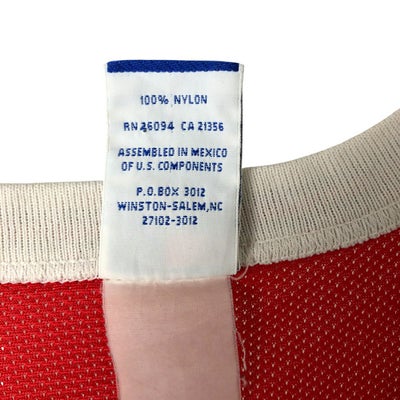 100% NYLON
RN 26094 CA 21356
ASSEMBLED IN MEXICO
OF U.S. COMPONENTS
P.O.BOX 3012
WINSTON-SALEM,NC
27102-3012